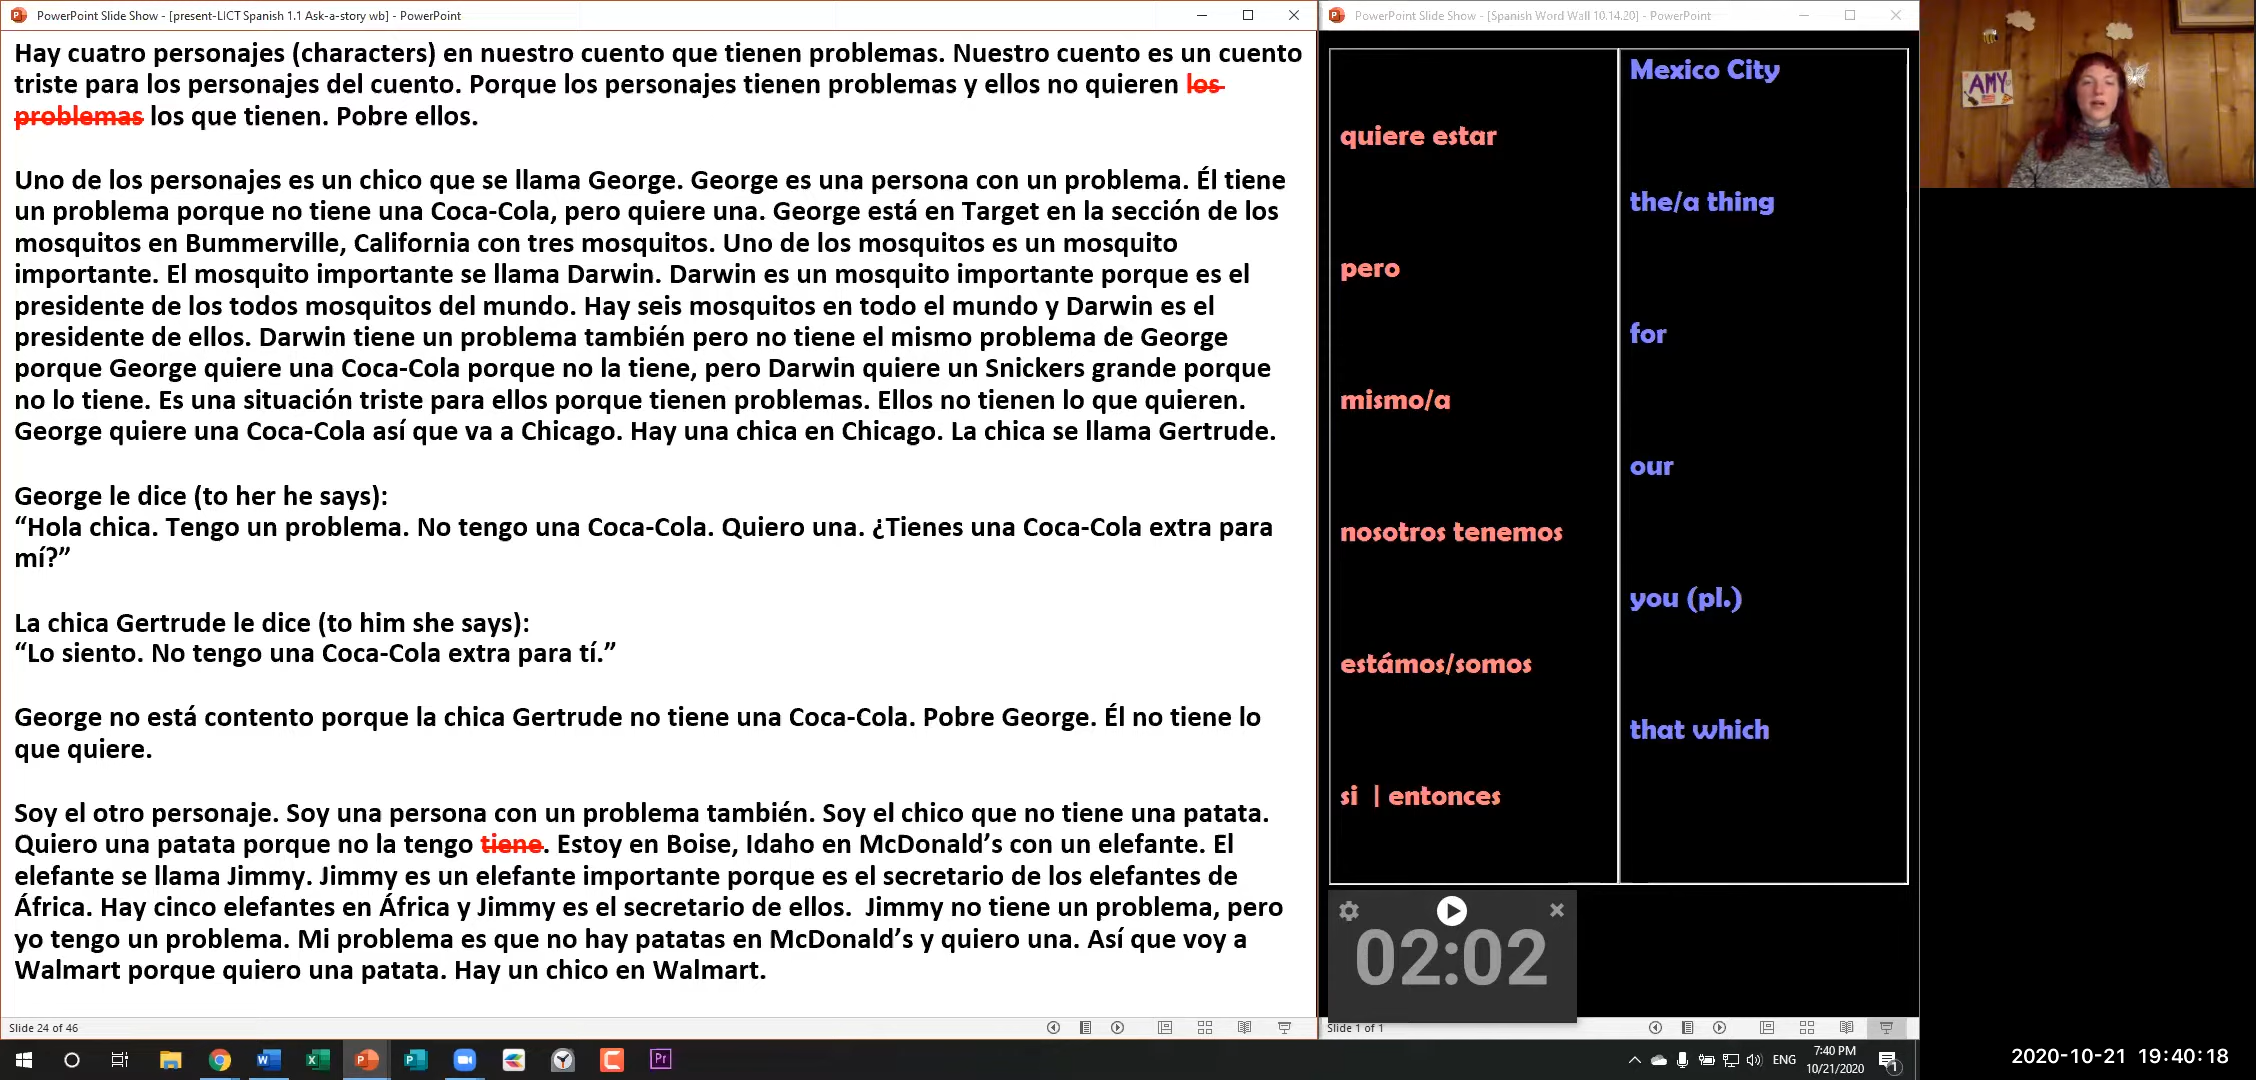 PowerPoint Slide Show - [present-LICT Spanish 1.1 Ask-a-story wb] - PowerPoint
Hay cuatro personajes (characters) en nuestro cuento que tienen problemas. Nuestro cuento es un cuento
triste para los personajes del cuento. Porque los personajes tienen problemas y ellos no quieren los
problemas los que tienen. Pobre ellos.
Uno de los personajes es un chico que se llama George. George es una persona con un problema. Él tiene
un problema porque no tiene una Coca-Cola, pero quiere una. George está en Target en la sección de los
mosquitos en Bummerville, California con tres mosquitos. Uno de los mosquitos es un mosquito
importante. El mosquito importante se llama Darwin. Darwin es un mosquito importante porque es el
presidente de los todos mosquitos del mundo. Hay seis mosquitos en todo el mundo y Darwin es el
presidente de ellos. Darwin tiene un problema también pero no tiene el mismo problema de George
porque George quiere una Coca-Cola porque no la tiene, pero Darwin quiere un Snickers grande porque
no lo tiene. Es una situación triste para ellos porque tienen problemas. Ellos no tienen lo que quieren.
George quiere una Coca-Cola así que va a Chicago. Hay una chica en Chicago. La chica se llama Gertrude.
George le dice (to her he says):
“Hola chica. Tengo un problema. No tengo una Coca-Cola. Quiero una. ¿Tienes una Coca-Cola extra para
mí?”
La chica Gertrude le dice (to him she says):
“Lo siento. No tengo una Coca-Cola extra para tí.”
George no está contento porque la chica Gertrude no tiene una Coca-Cola. Pobre George. Él no tiene lo
que quiere.
Soy el otro personaje. Soy una persona con un problema también. Soy el chico que no tiene una patata.
Quiero una patata porque no la tengo tiene. Estoy en Boise, Idaho en McDonald’s con un elefante. El
elefante se llama Jimmy. Jimmy es un elefante importante porque es el secretario de los elefantes de
África. Hay cinco elefantes en África y Jimmy es el secretario de ellos. Jimmy no tiene un problema, pero
yo tengo un problema. Mi problema es que no hay patatas en McDonald’s y quiero una. Así que voy a
Walmart porque quiero una patata. Hay un chico en Walmart.
Slide 24 of 46
PowerPoint Slide Show - [Spanish Word Wall 10.14.20] - PowerPoint
quiere estar
pero
mismo/a
nosotros tenemos
estámos/somos
si | entonces
Mexico City
the/a thing
for
our
you (pl.)
that which
02:02
Slide 1 of 1
AMY
ENG
7:40 PM
10/21/2020
1
2020-10-21 19:40:18